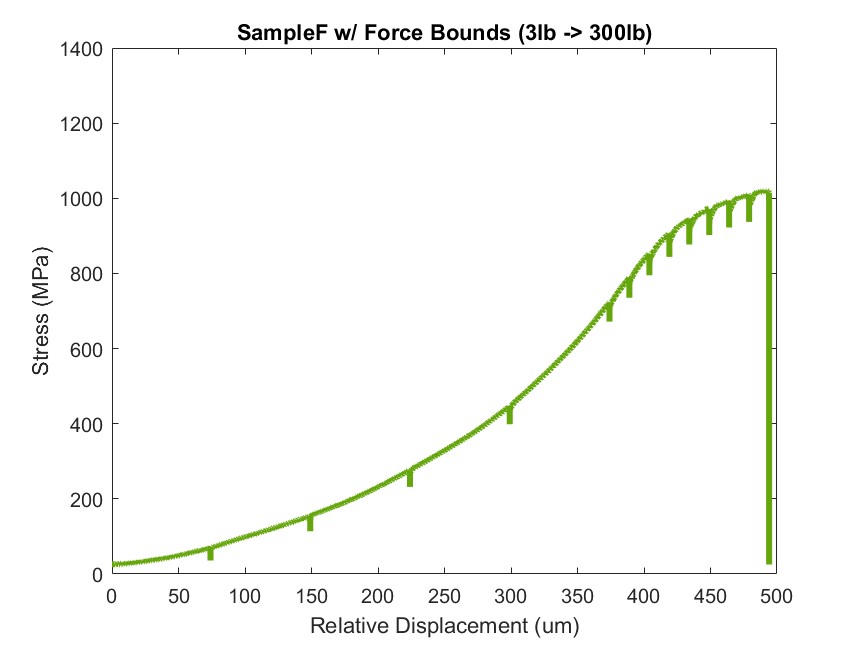 SampleF w/ Force Bounds (3lb -> 300lb)
1400
1200
1000
800
600
400
200
0
Stress (MPa)
0 50 100 150 200 250 300 350 400 450 500
Relative Displacement (um)